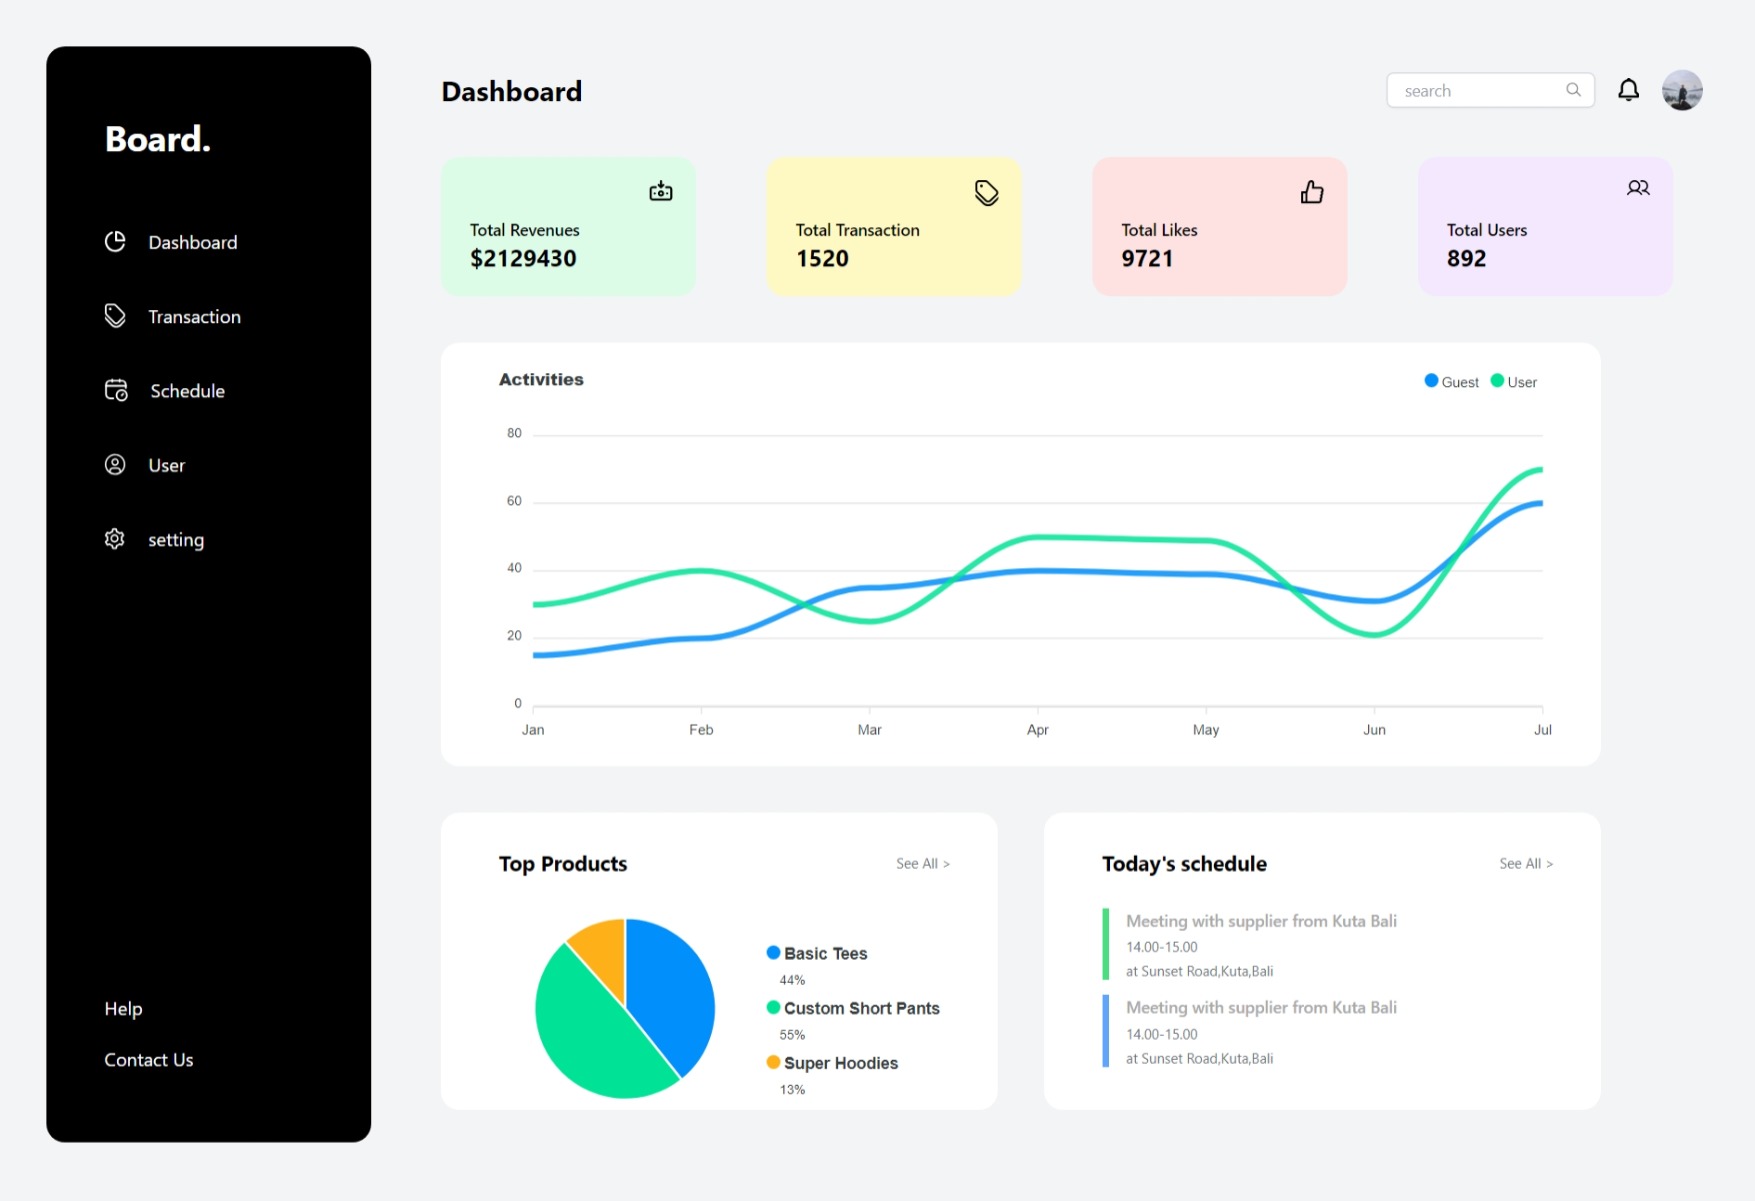 Board.
Dashboard
Transaction
Schedule
User
setting
Help
Contact Us
Dashboard
search
Total Revenues
$2129430
Total Transaction
1520
Total Likes
9721
Total Users
892
Activities
Guest User
80
60
40
20
0
Jan Feb Mar Apr May Jun Jul
Top Products
See All >
Basic Tees
44%
Custom Short Pants
55%
Super Hoodies
13%
Today's schedule
See All >
Meeting with supplier from Kuta Bali
14.00-15.00
at Sunset Road,Kuta,Bali
Meeting with supplier from Kuta Bali
14.00-15.00
at Sunset Road,Kuta,Bali